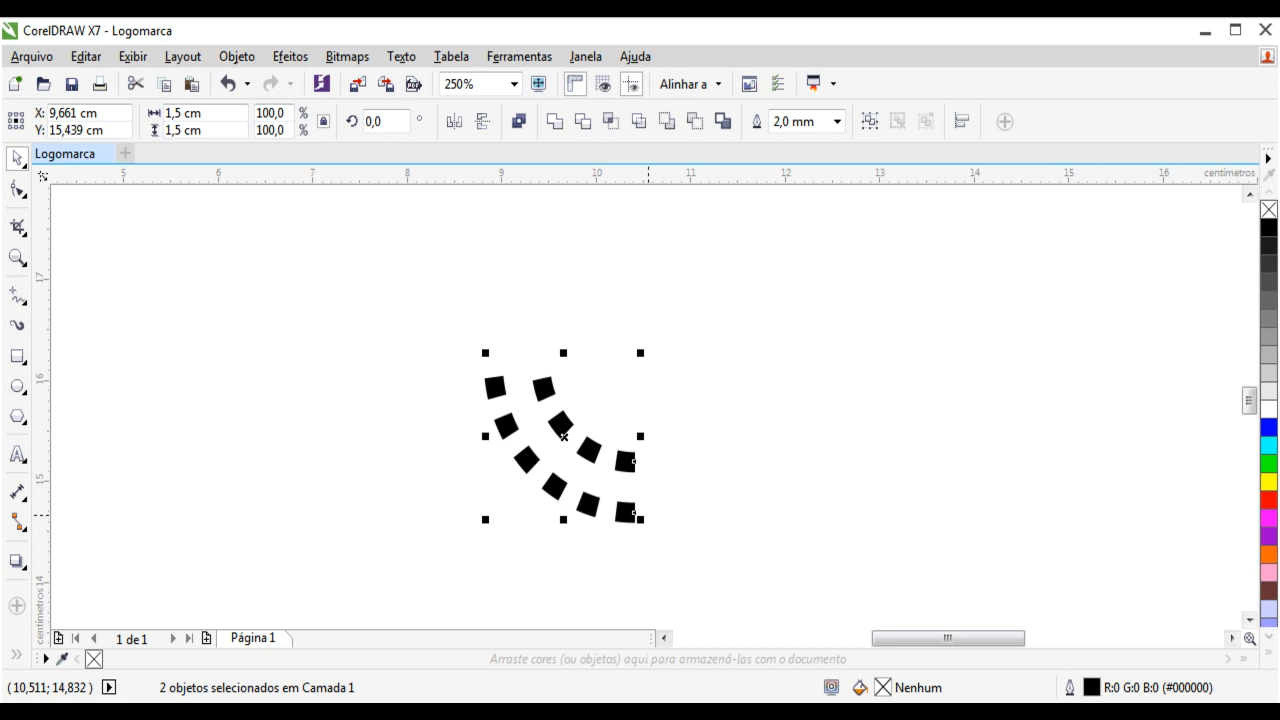 CorelDRAW X7 - Logomarca
Arquivo Editar Exibir Layout Objeto Efeitos Bitmaps Texto Tabela Ferramentas Janela Ajuda
250% Alinhar a
X: 9,661 cm 1,5 cm 100,0 % 0,0 ° 2,0 mm
Y: 15,439 cm 1,5 cm 100,0 %
Logomarca
5 6 7 8 9 10 11 12 13 14 15 16 centímetros
17
16
15
14
centímetros
1 de 1 Página 1
Arraste cores (ou objetos) aqui para armazená-las com o documento
( 10,511; 14,832 ) 2 objetos selecionados em Camada 1 Nenhum R:0 G:0 B:0 (#000000)